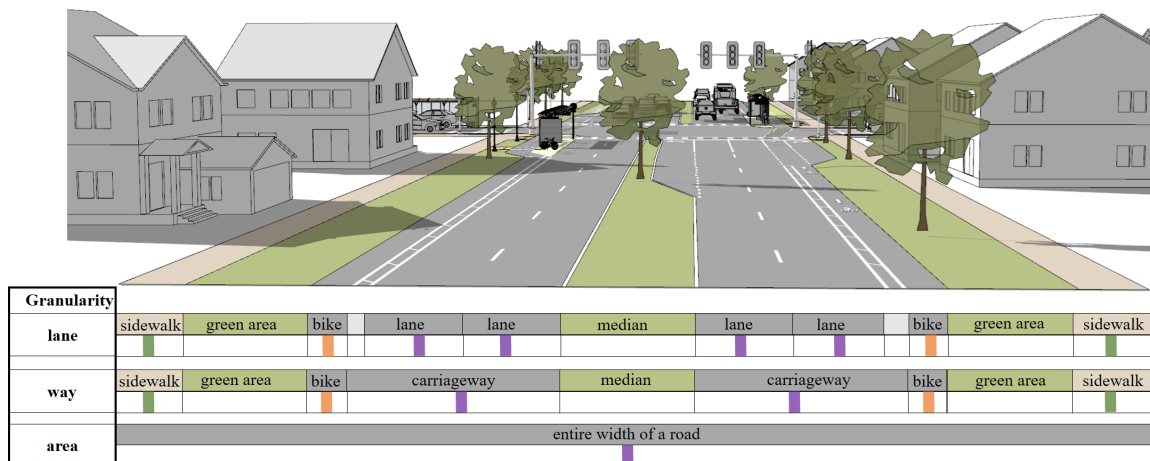 Granularity
lane
sidewalk green area bike lane lane median lane lane bike green area sidewalk
way
sidewalk green area bike carriageway median carriageway bike green area sidewalk
area
entire width of a road